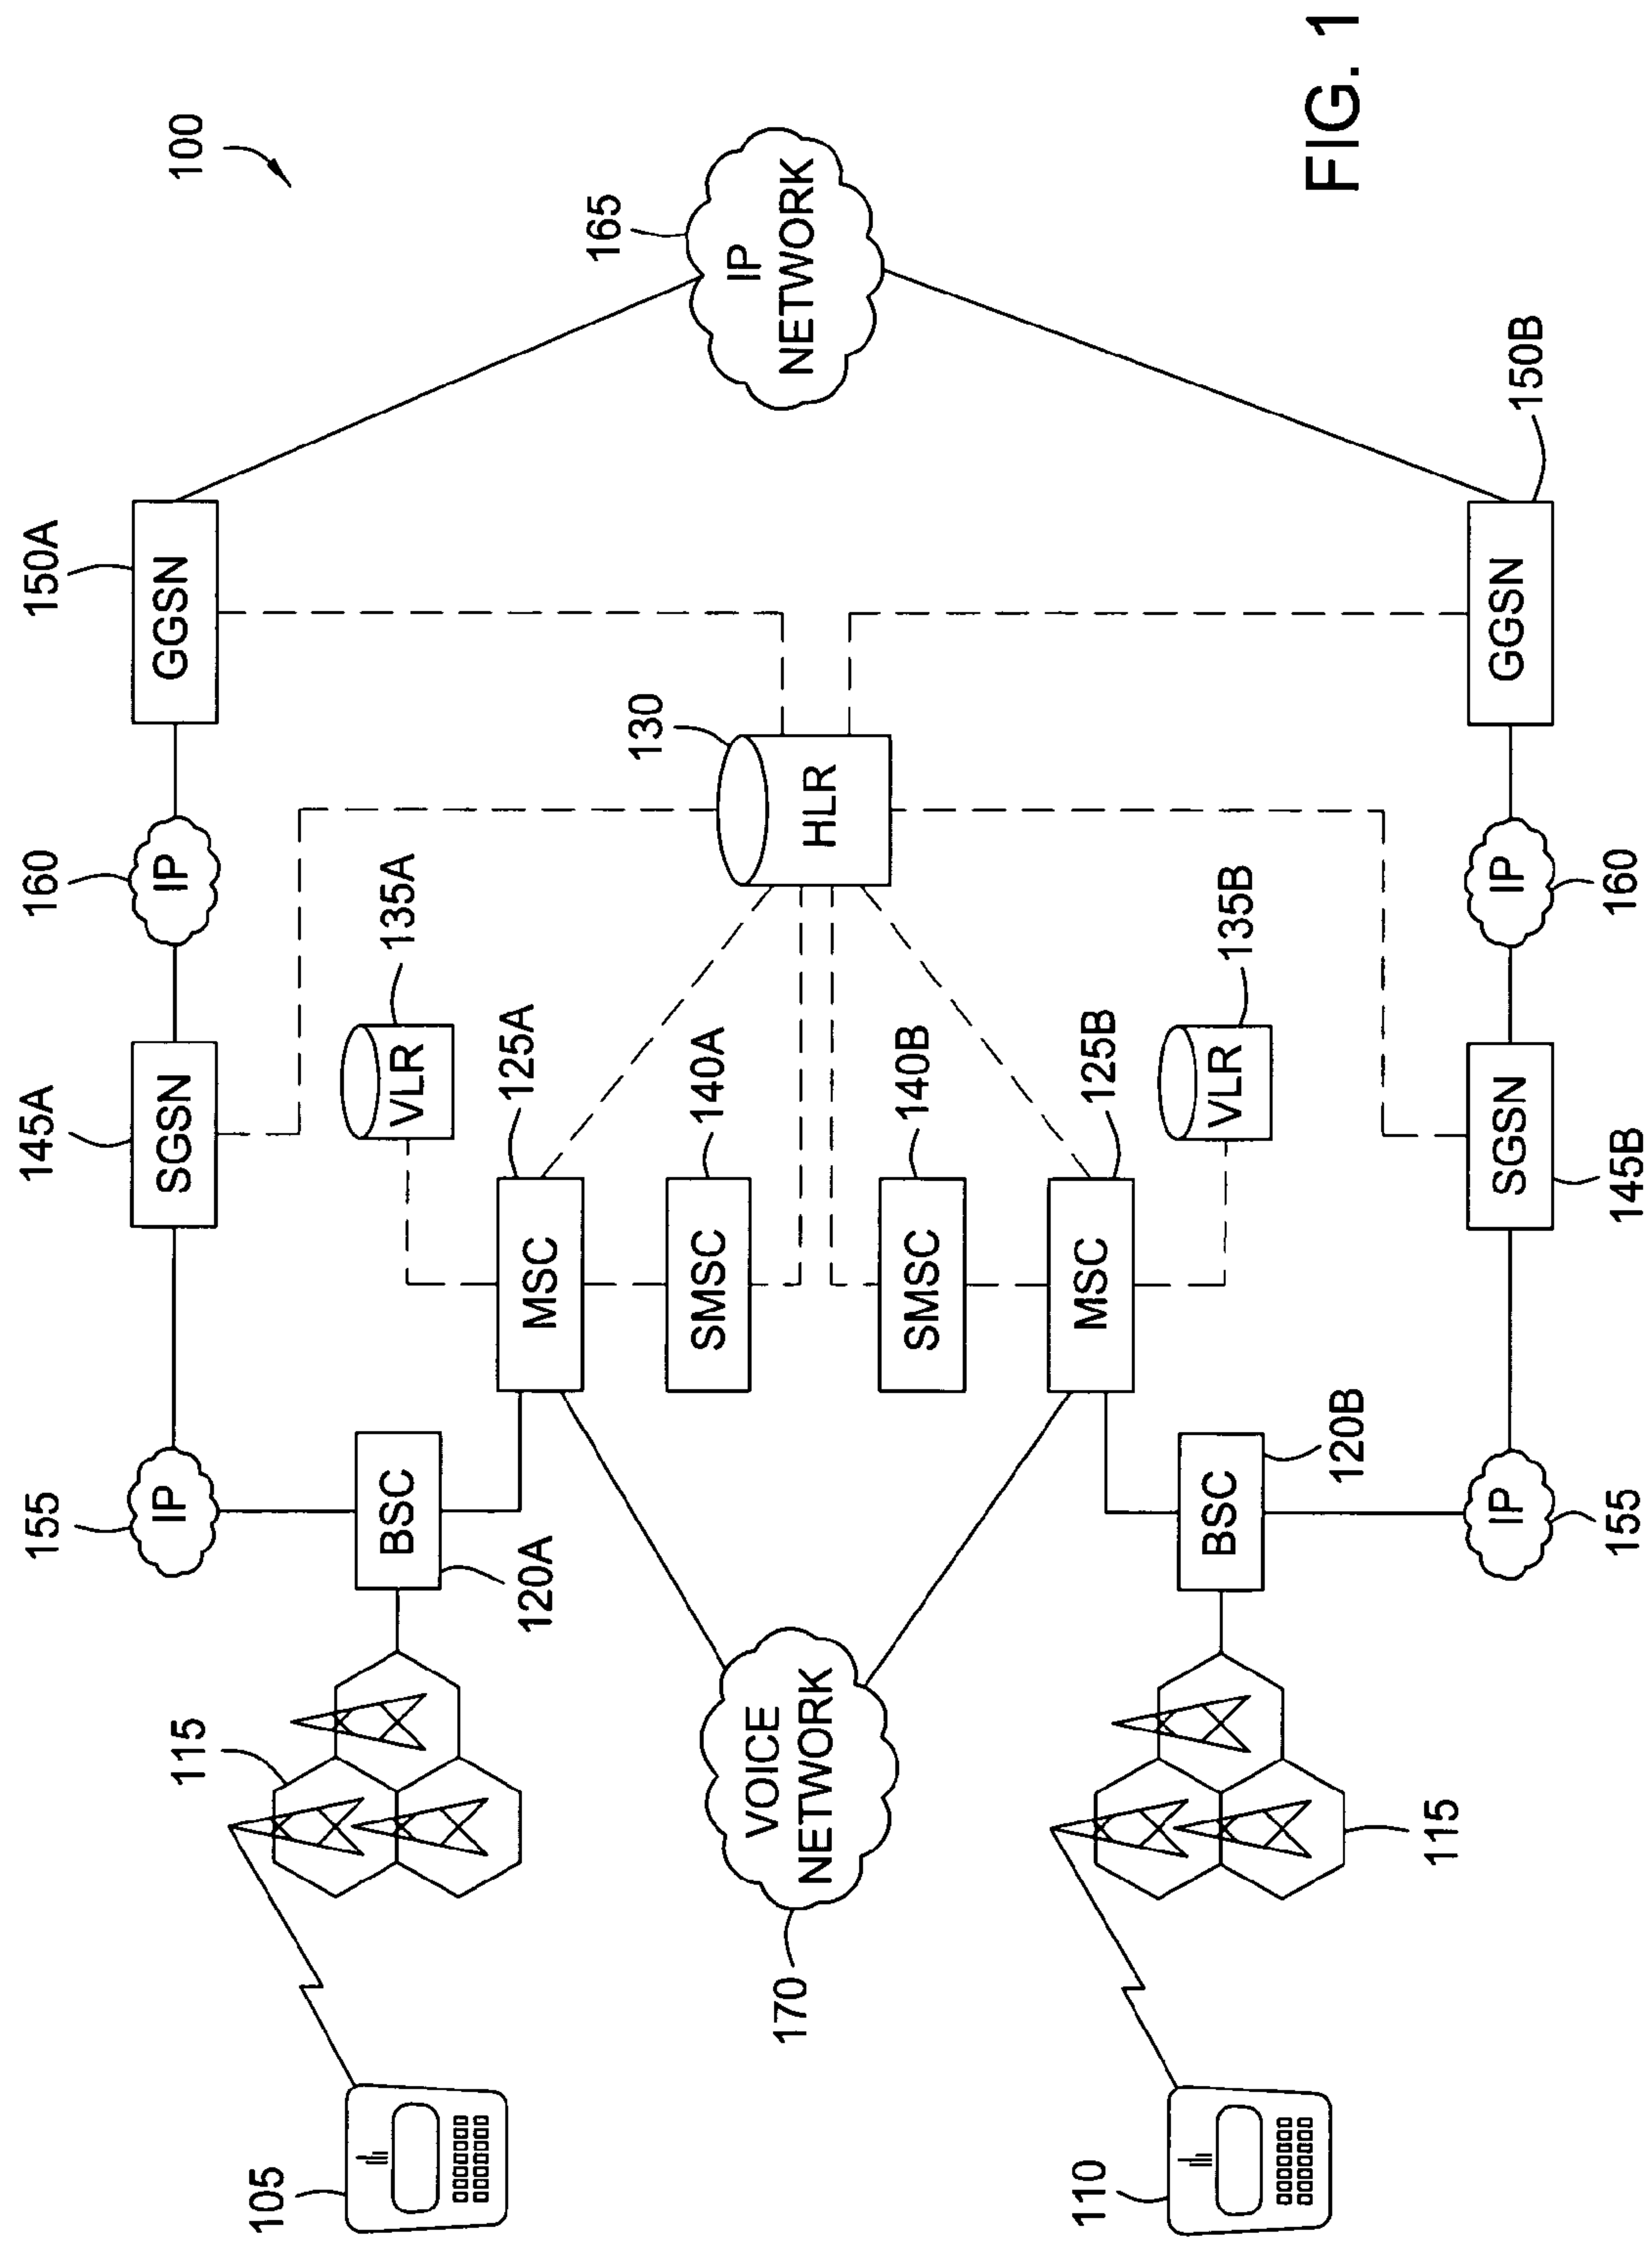 100
105
115
155
IP
145A
SGSN
160
IP
150A
GGSN
BSC
120A
VLR
135A
MSC
125A
SMSC
140A
HLR
130
165
IP
NETWORK
170
VOICE
NETWORK
SMSC
140B
MSC
125B
VLR
135B
110
115
BSC
120B
IP
155
SGSN
145B
IP
160
GGSN
150B
FIG. 1